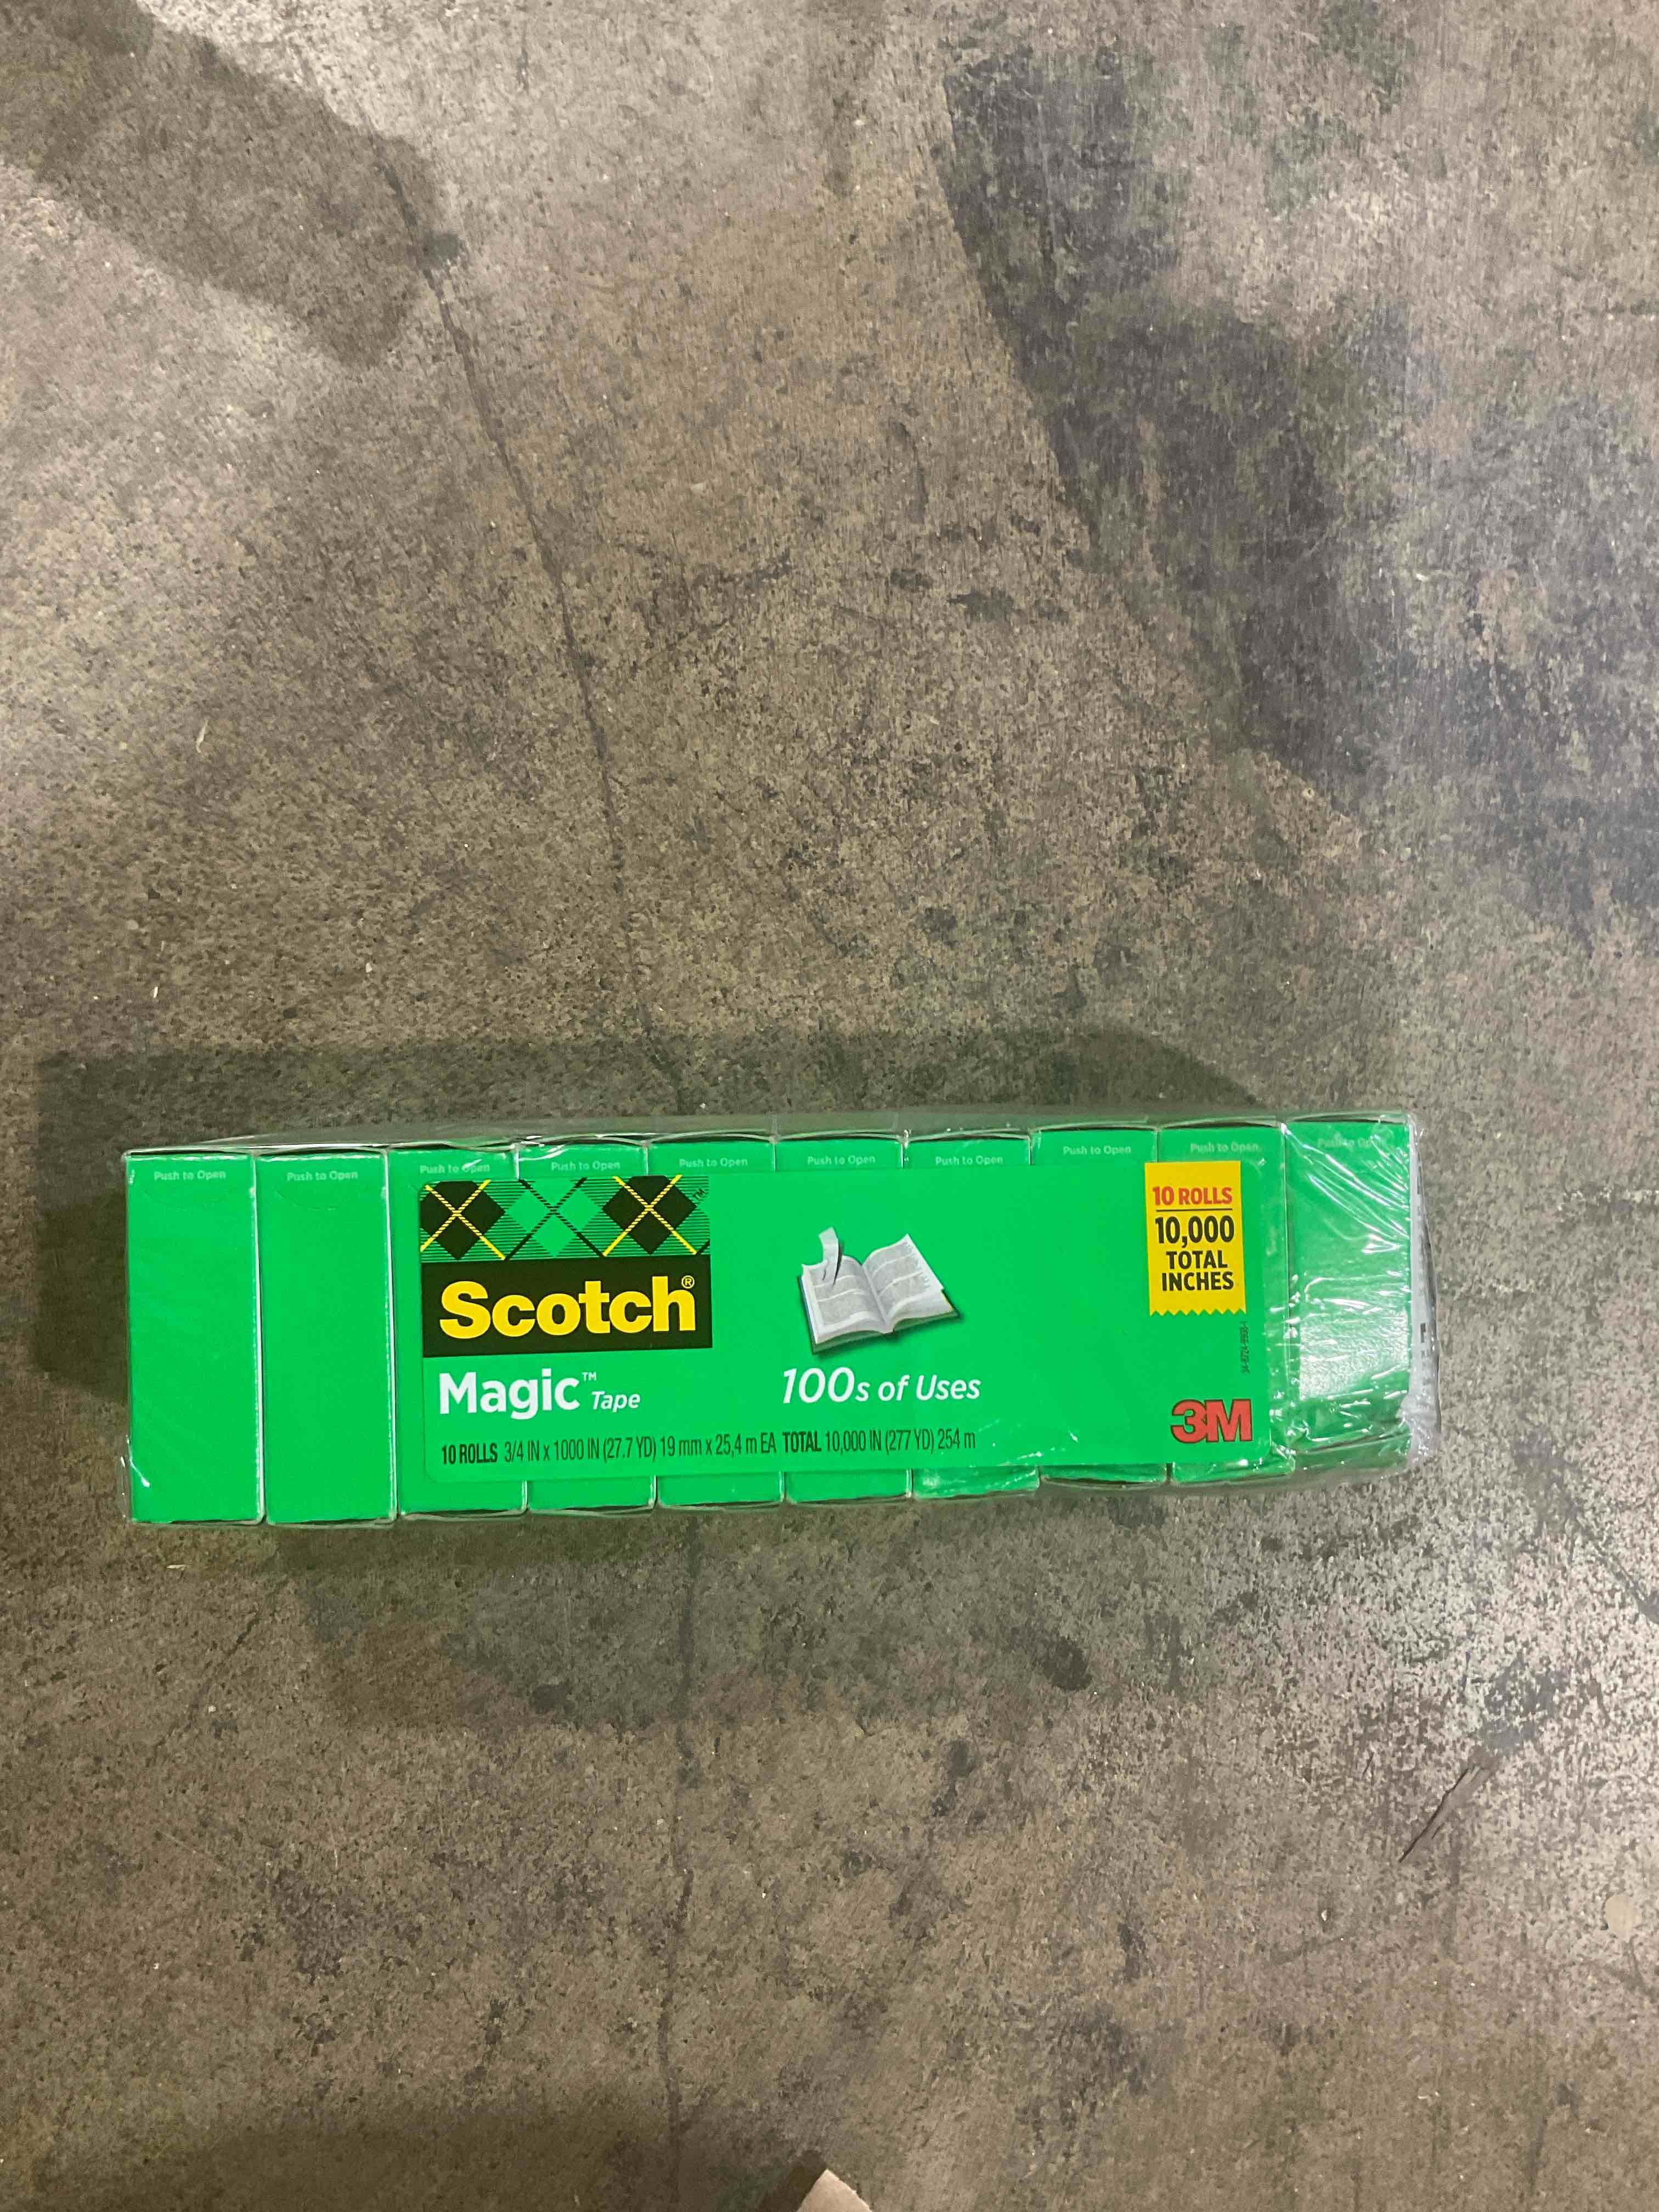 Push to Open Push to Open Push to Open Push to Open Push to Open Push to Open Push to Open Push to Open Push to Open Push to Open
Scotch®
Magic™ Tape
100s of Uses
10 ROLLS
10,000
TOTAL
INCHES
3M
10 ROLLS 3/4 IN x 1000 IN (27.7 YD) 19 mm x 25,4 m EA TOTAL 10,000 IN (277 YD) 254 m